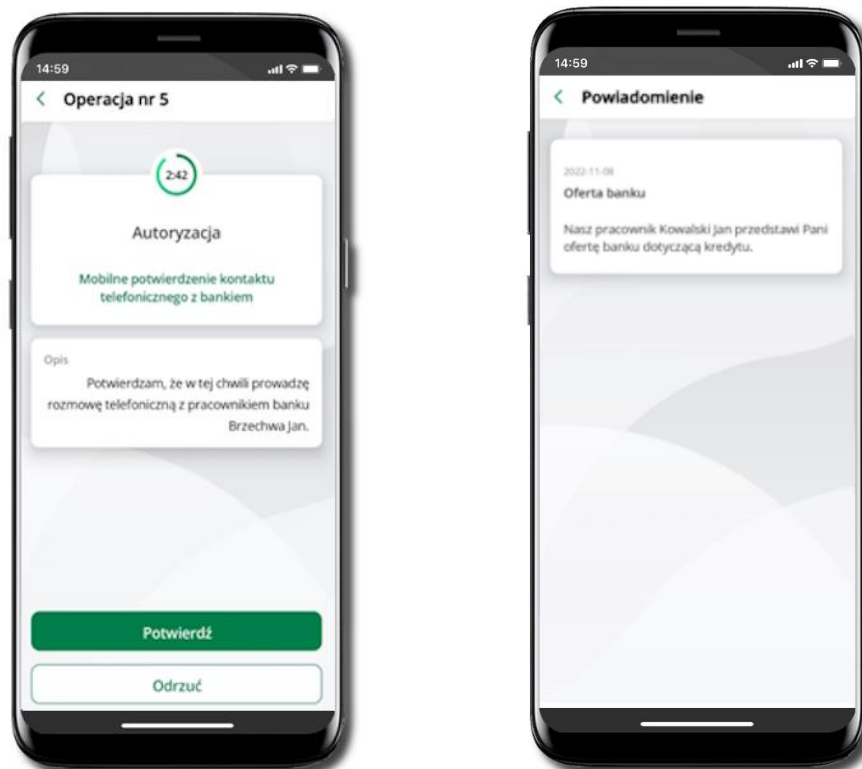 14:59
Operacja nr 5
2:42
Autoryzacja
Mobilne potwierdzenie kontaktu
telefonicznego z bankiem
Opis
Potwierdzam, że w tej chwili prowadzę
rozmowę telefoniczną z pracownikiem banku
Brzechwa Jan.
Potwierdź
Odrzuć
14:59
Powiadomienie
2022-11-08
Oferta banku
Nasz pracownik Kowalski Jan przedstawi Pani
ofertę banku dotyczącą kredytu.